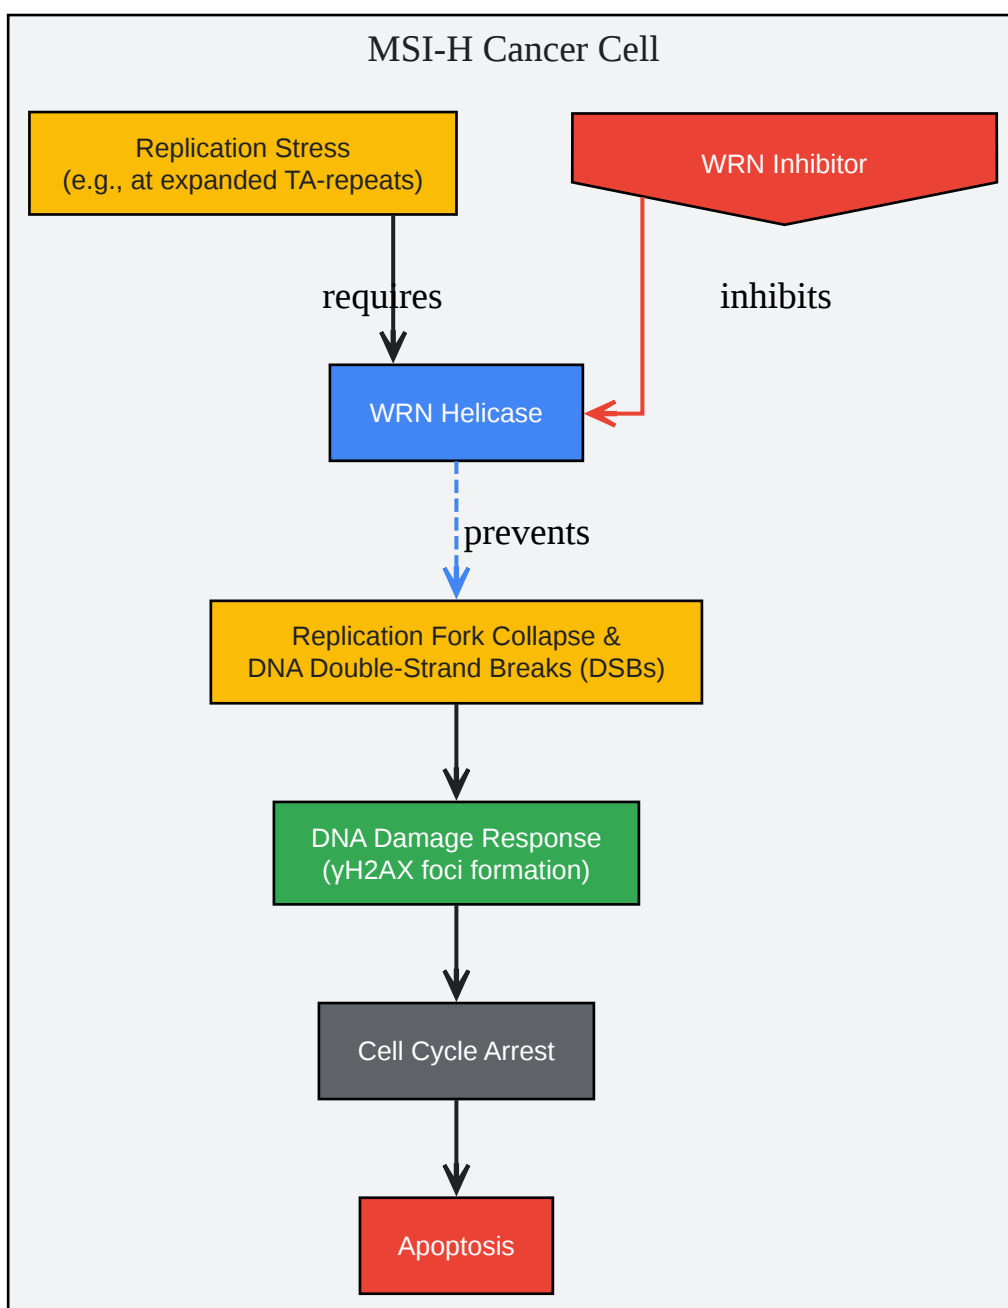 MSI-H Cancer Cell
Replication Stress
(e.g., at expanded TA-repeats)
WRN Inhibitor
requires
inhibits
WRN Helicase
prevents
Replication Fork Collapse &
DNA Double-Strand Breaks (DSBs)
DNA Damage Response
(γH2AX foci formation)
Cell Cycle Arrest
Apoptosis